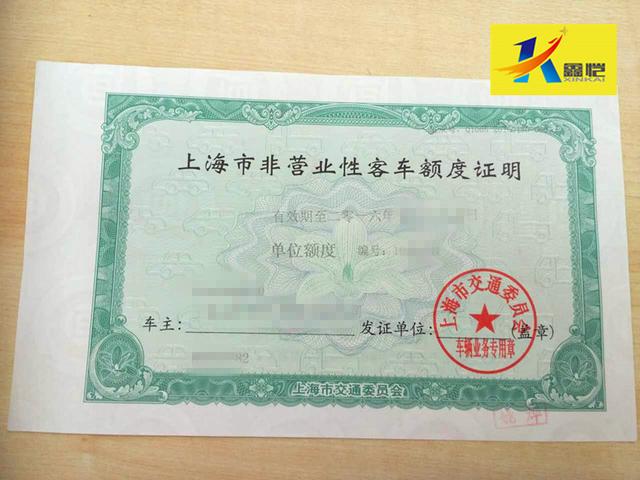 鑫恺
XINKAI
上海市非营业性客车额度证明
有效期至二零一六年
单位额度 编号:
车主: 发证单位: (盖章)
上海市交通委员会
车辆业务专用章
82
上海市交通委员会